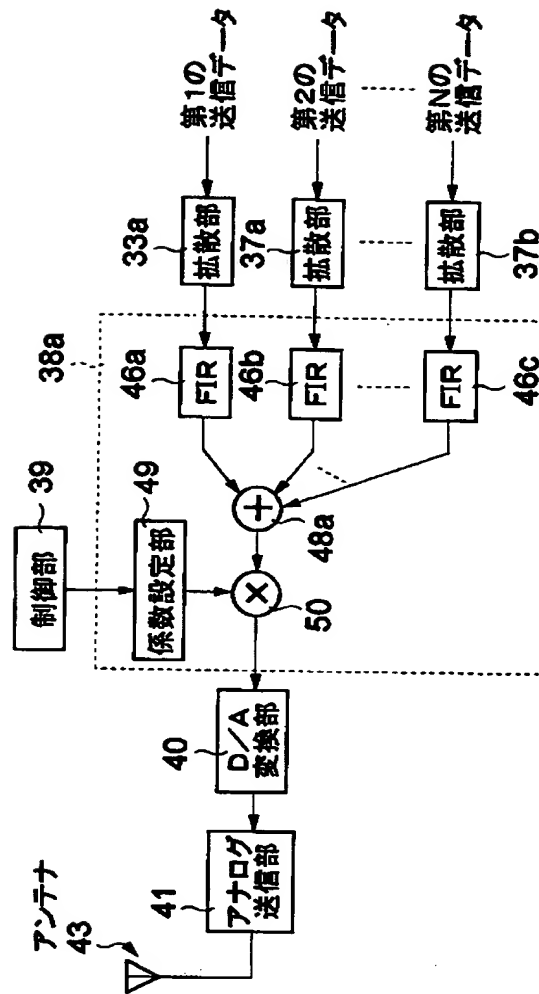 アンテナ
43
41
アナログ
送信部
40
D/A
変換部
39
制御部
49
係数設定部
50
×
48a
+
38a
46a
FIR
46b
FIR
46c
FIR
33a
拡散部
37a
拡散部
37b
拡散部
第1の
送信データ
第2の
送信データ
第Nの
送信データ